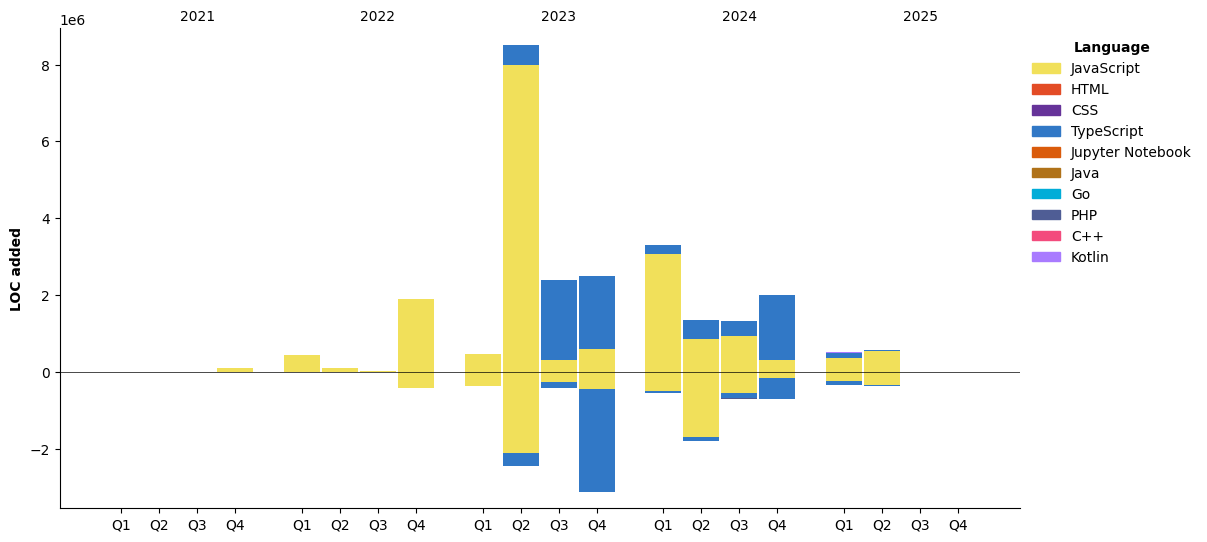 2021 2022 2023 2024 2025
1e6
8
6
4
2
0
−2
LOC added
Q1 Q2 Q3 Q4 Q1 Q2 Q3 Q4 Q1 Q2 Q3 Q4 Q1 Q2 Q3 Q4 Q1 Q2 Q3 Q4
Language
JavaScript
HTML
CSS
TypeScript
Jupyter Notebook
Java
Go
PHP
C++
Kotlin